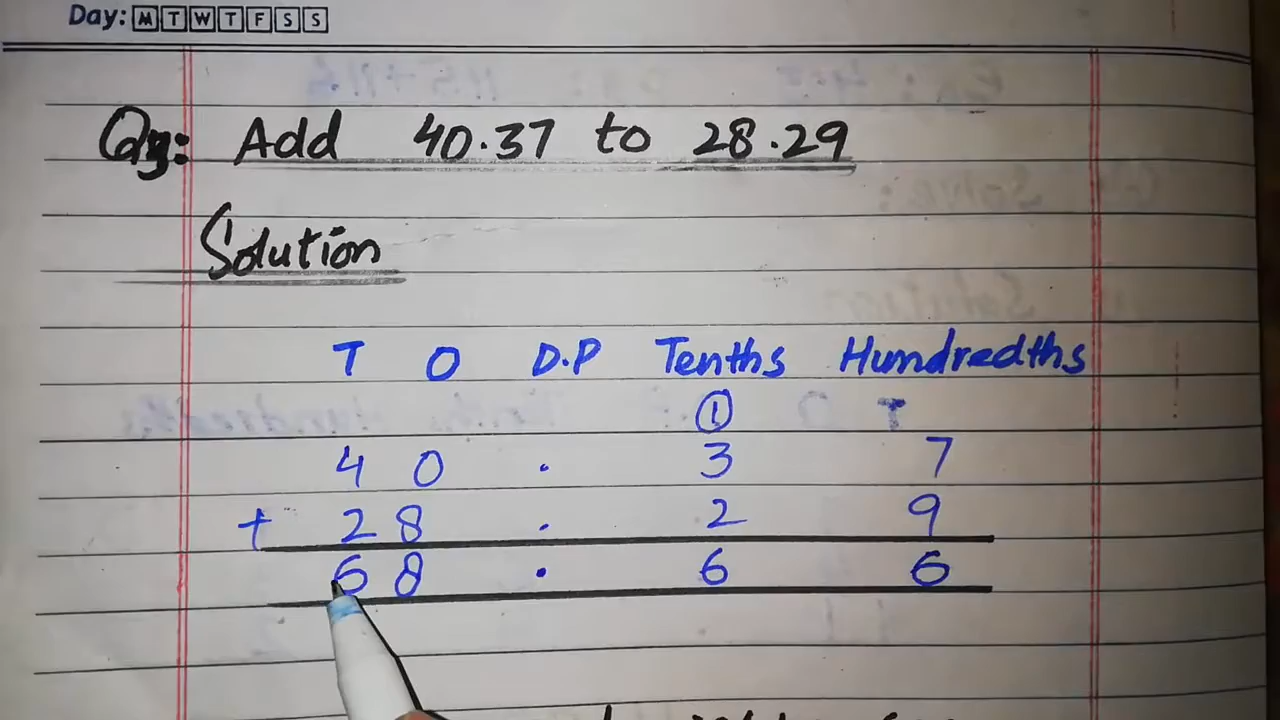 Day: M T W T F S S
Add 40.37 to 28.29
Solution
T O D.P Tenths Hundredths
1
4 0 . 3 7
+ 2 8 . 2 9
6 8 . 6 6